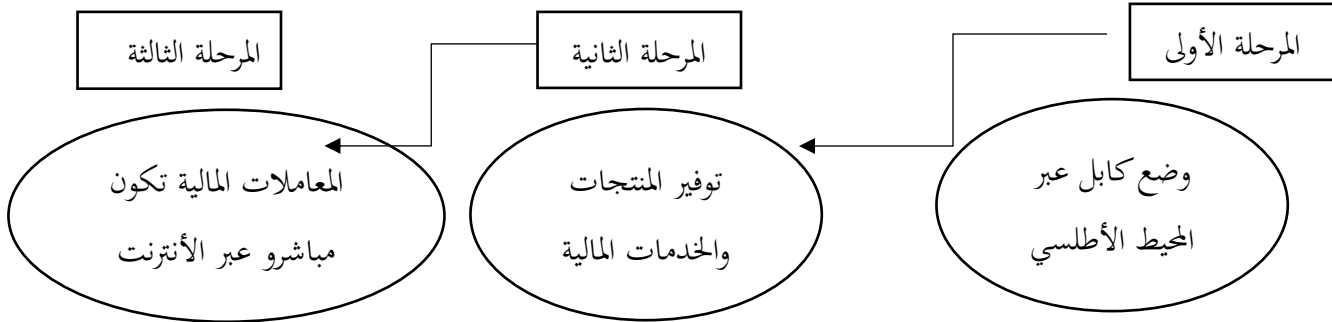 المرحلة الأولى
المرحلة الثانية
المرحلة الثالثة
وضع كابل عبر
المحيط الأطلسي
توفير المنتجات
والخدمات المالية
المعاملات المالية تكون
مباشرو عبر الأنترنت